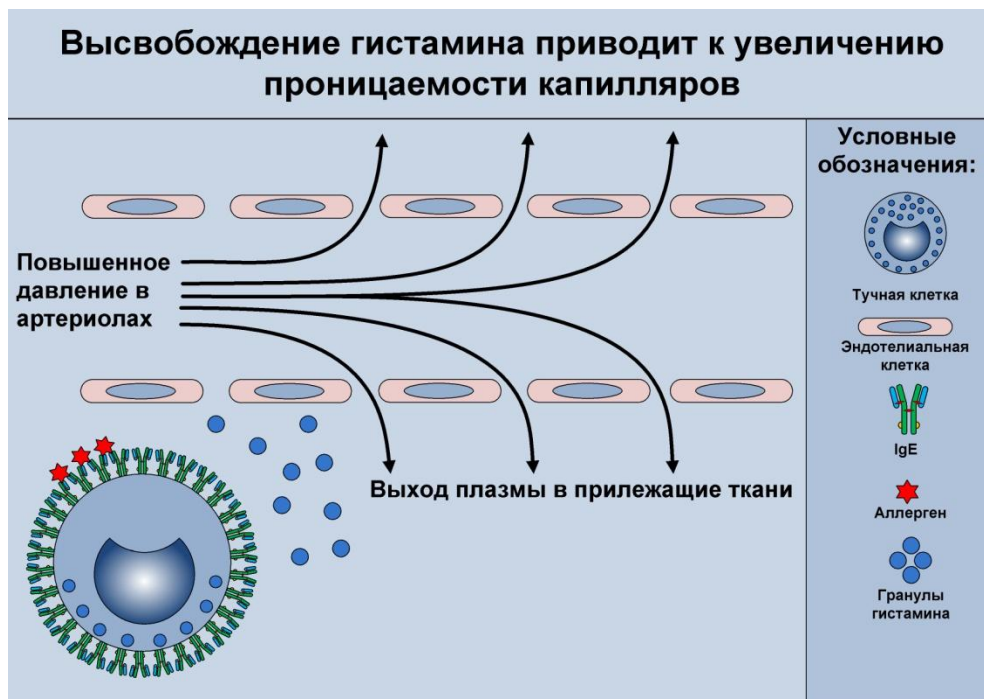 Высвобождение гистамина приводит к увеличению
проницаемости капилляров
Повышенное
давление в
артериолах
Выход плазмы в прилежащие ткани
Условные
обозначения:
Тучная клетка
Эндотелиальная
клетка
IgE
Аллерген
Гранулы
гистамина